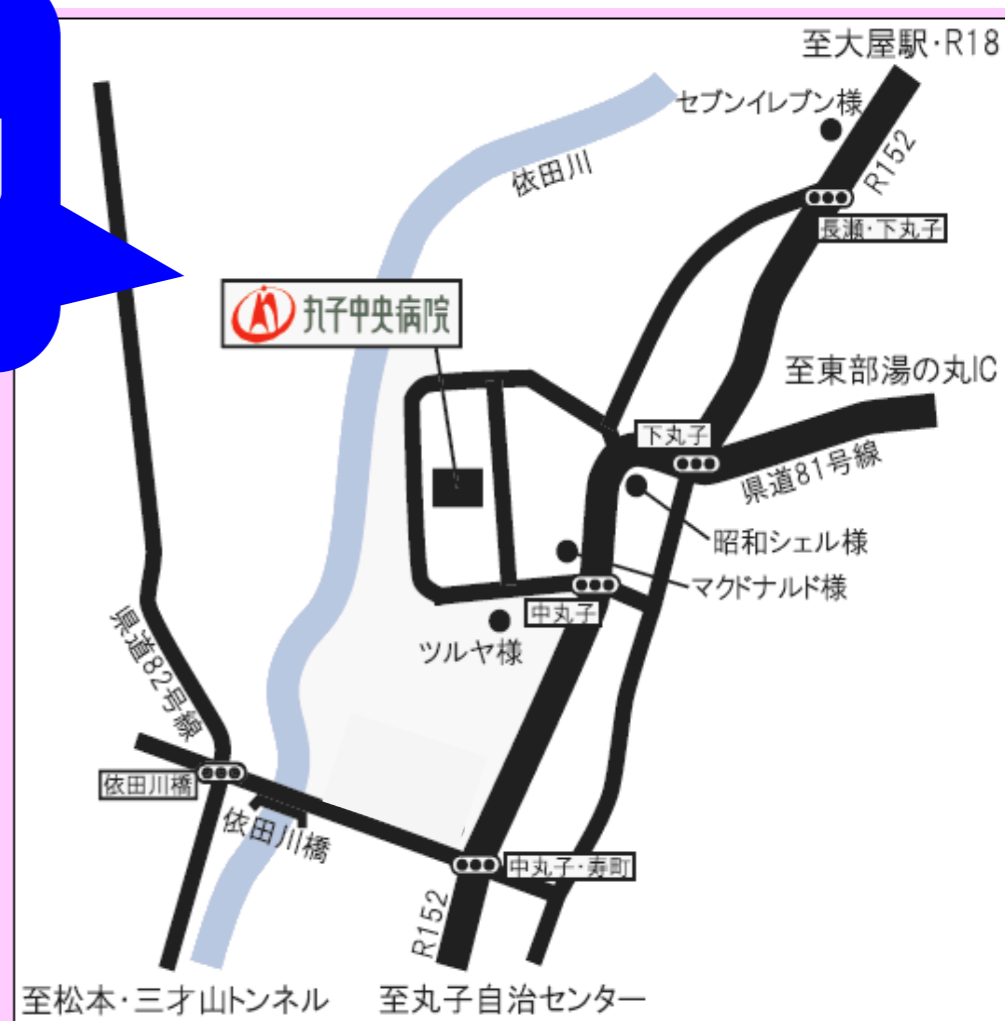 至大屋駅･R18
セブンイレブン様
R152
依田川
長瀬･下丸子
丸子中央病院
至東部湯の丸IC
下丸子
県道81号線
昭和シェル様
マクドナルド様
中丸子
ツルヤ様
県道82号線
依田川橋
依田川橋
中丸子･寿町
R152
至松本･三才山トンネル
至丸子自治センター